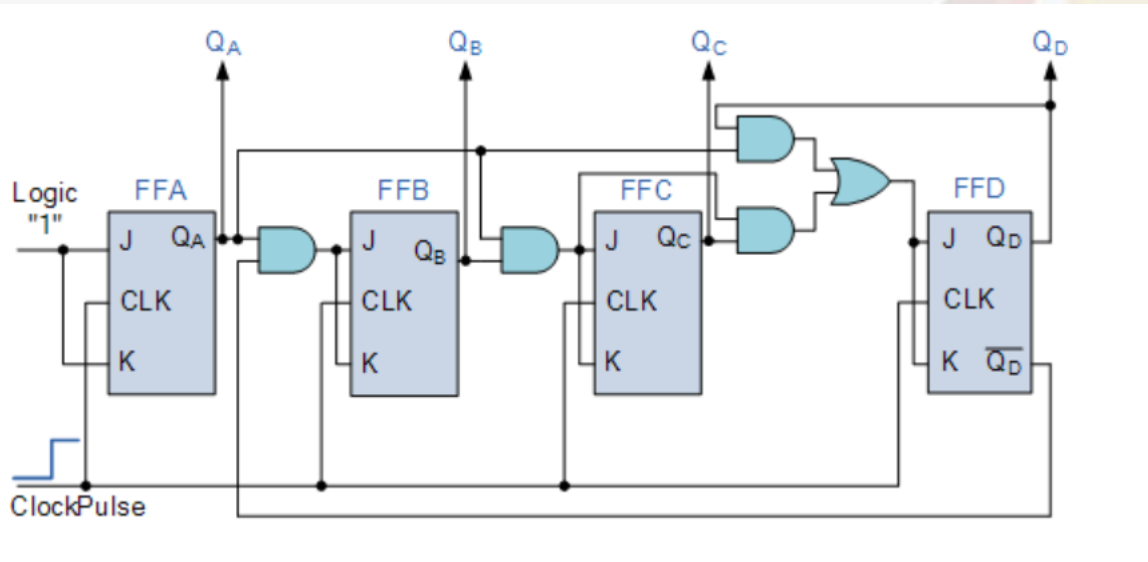 QA QB QC QD
Logic
"1"
FFA FFB FFC FFD
J QA J QB J QC J QD
CLK CLK CLK CLK
K K K K Q̅D̅
ClockPulse